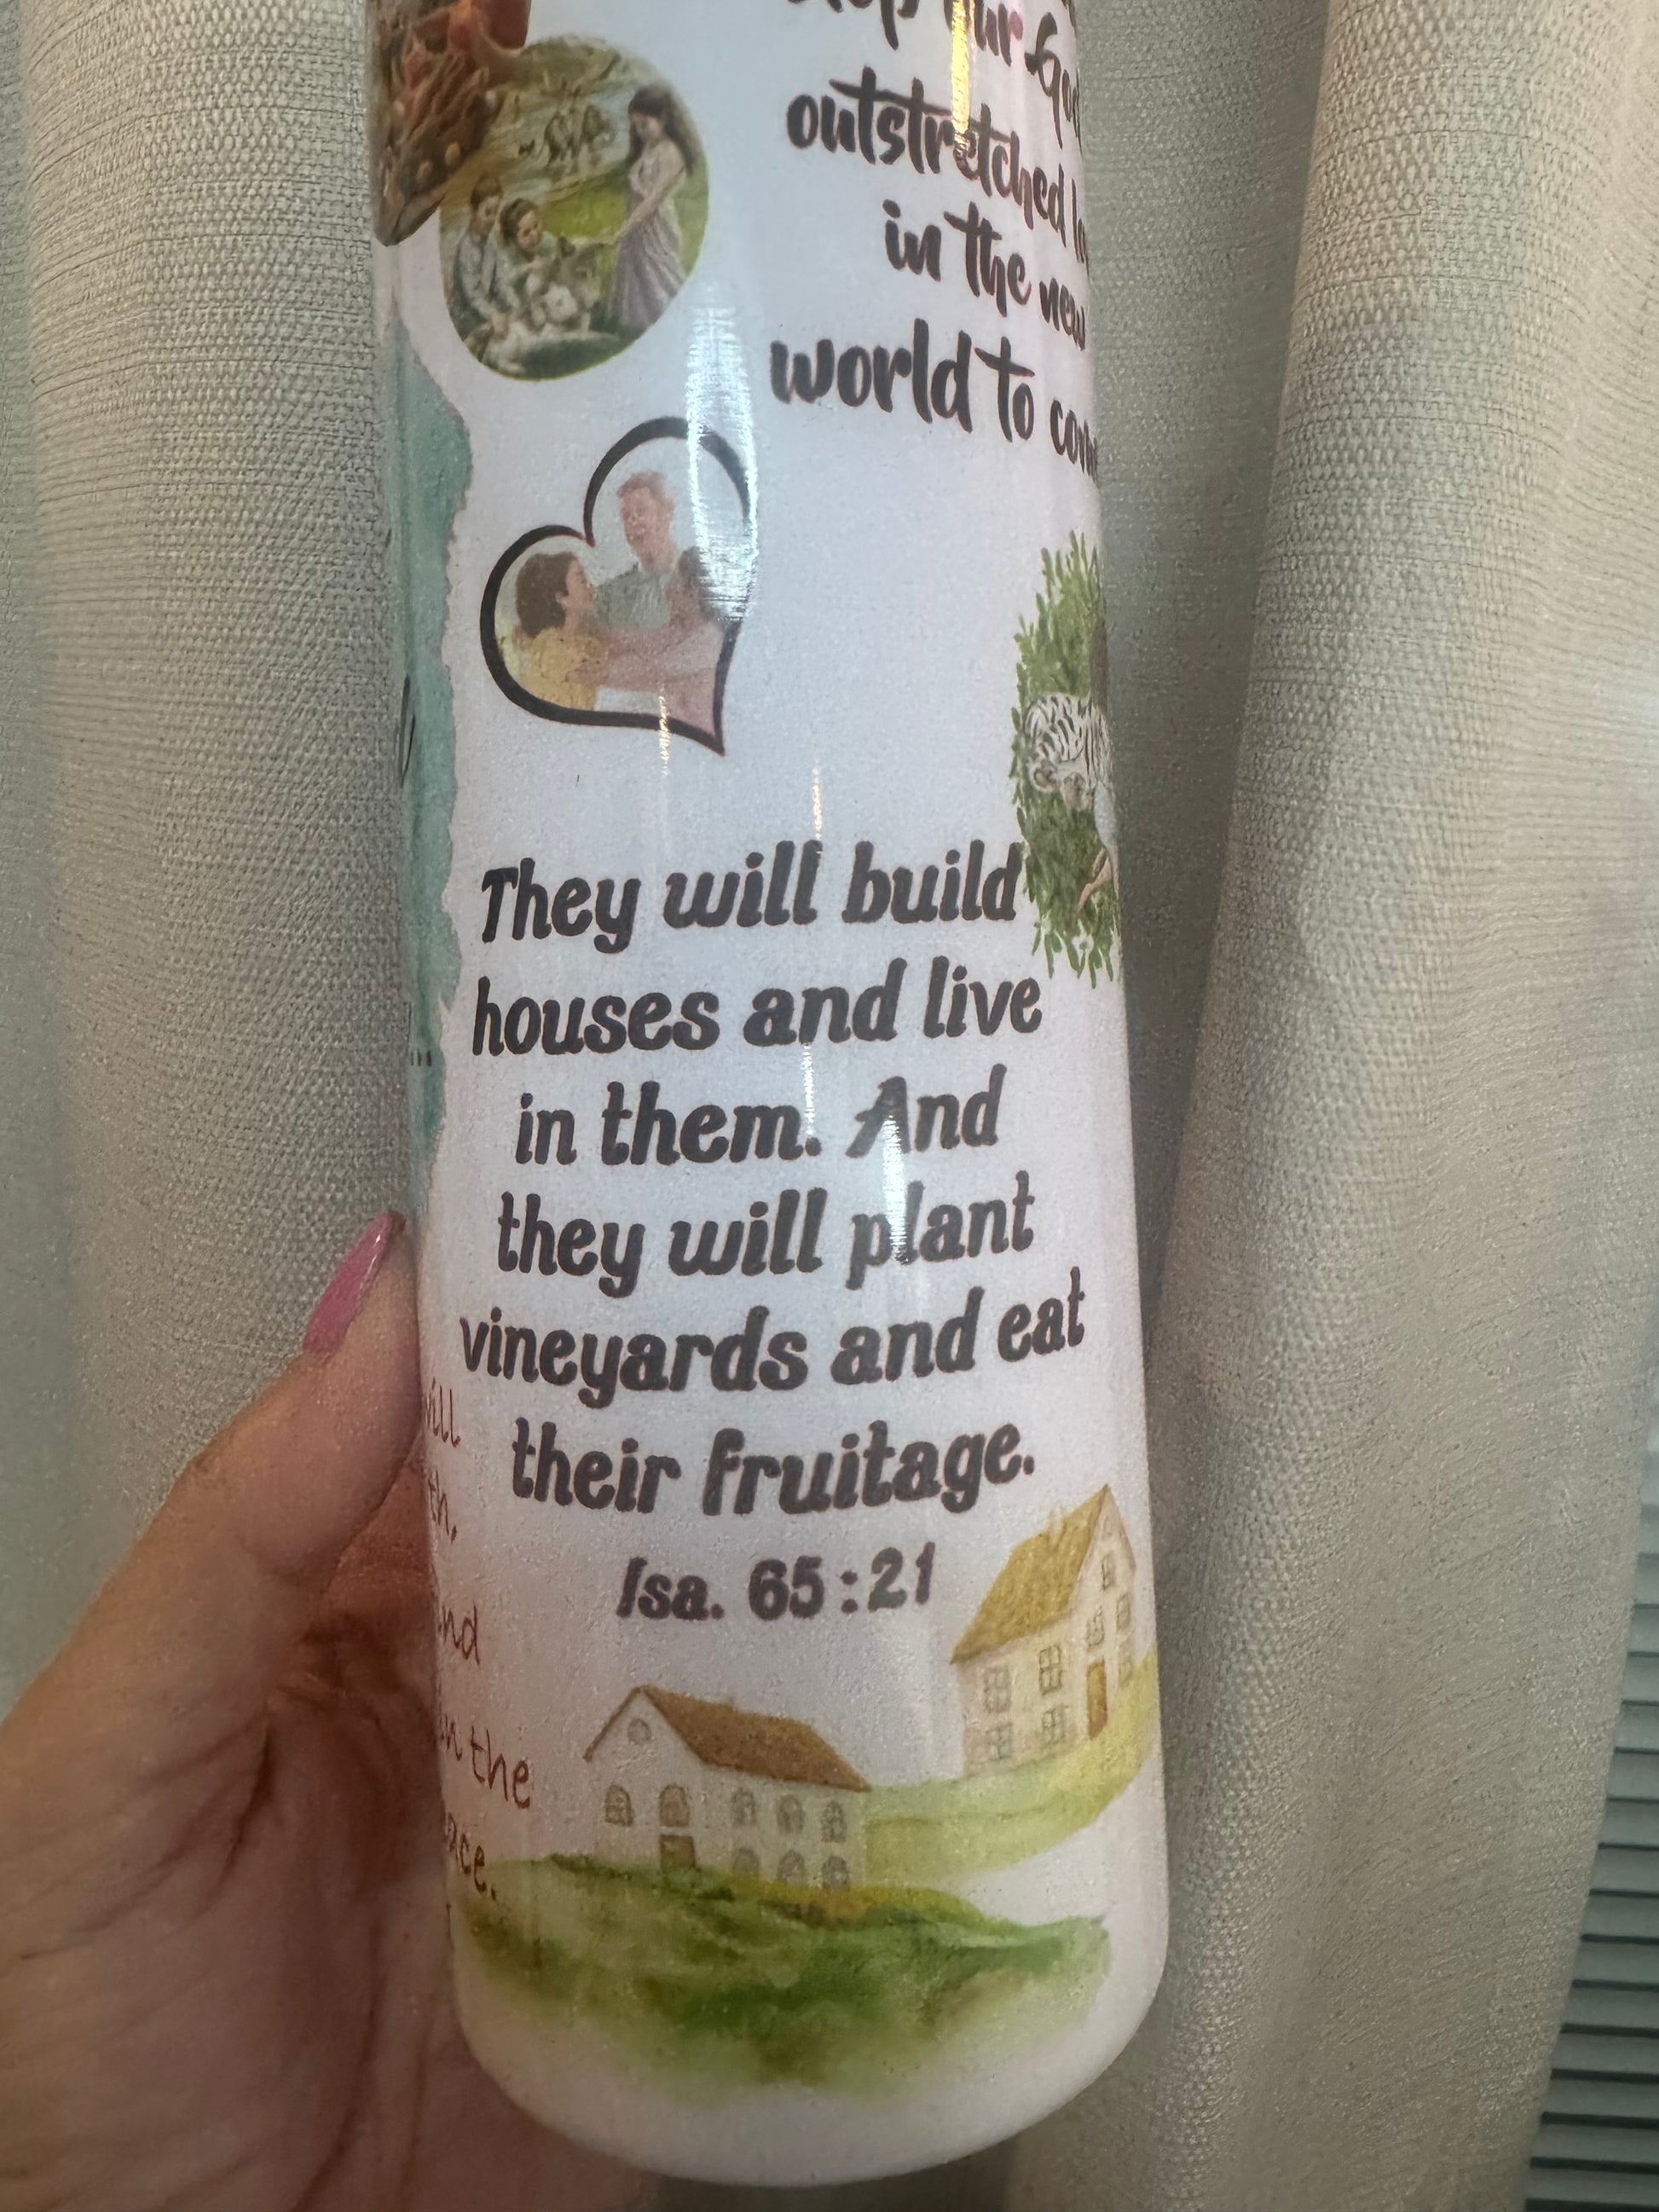 outstretched
in the new
world to
They will build
houses and live
in them. And
they will plant
vineyards and eat
their fruitage.
Isa. 65:21
the